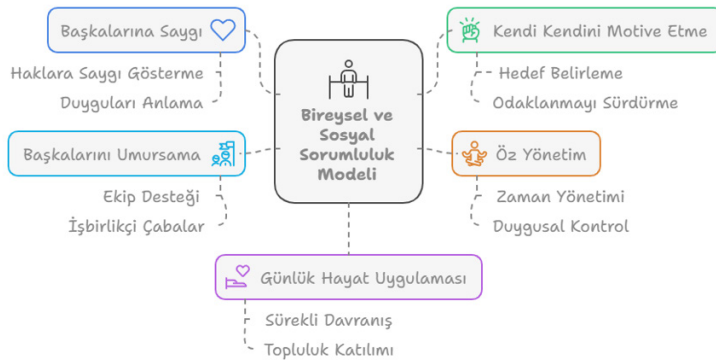 Başkalarına Saygı
Haklara Saygı Gösterme
Duyguları Anlama
Başkalarını Umursama
Ekip Desteği
İşbirlikçi Çabalar
Bireysel ve
Sosyal
Sorumluluk
Modeli
Kendi Kendini Motive Etme
Hedef Belirleme
Odaklanmayı Sürdürme
Öz Yönetim
Zaman Yönetimi
Duygusal Kontrol
Günlük Hayat Uygulaması
Sürekli Davranış
Topluluk Katılımı